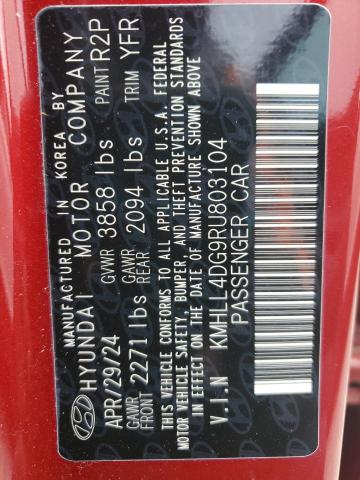 MANUFACTURED IN KOREA BY
HYUNDAI MOTOR COMPANY
APR/29/24 GVWR 3858 lbs PAINT R2P
GAWR FRONT 2271 lbs GAWR REAR 2094 lbs TRIM YFR
THIS VEHICLE CONFORMS TO ALL APPLICABLE U.S.A. FEDERAL
MOTOR VEHICLE SAFETY, BUMPER, AND THEFT PREVENTION STANDARDS
IN EFFECT ON THE DATE OF MANUFACTURE SHOWN ABOVE
V.I.N KMHLL4DG9RU803104
PASSENGER CAR